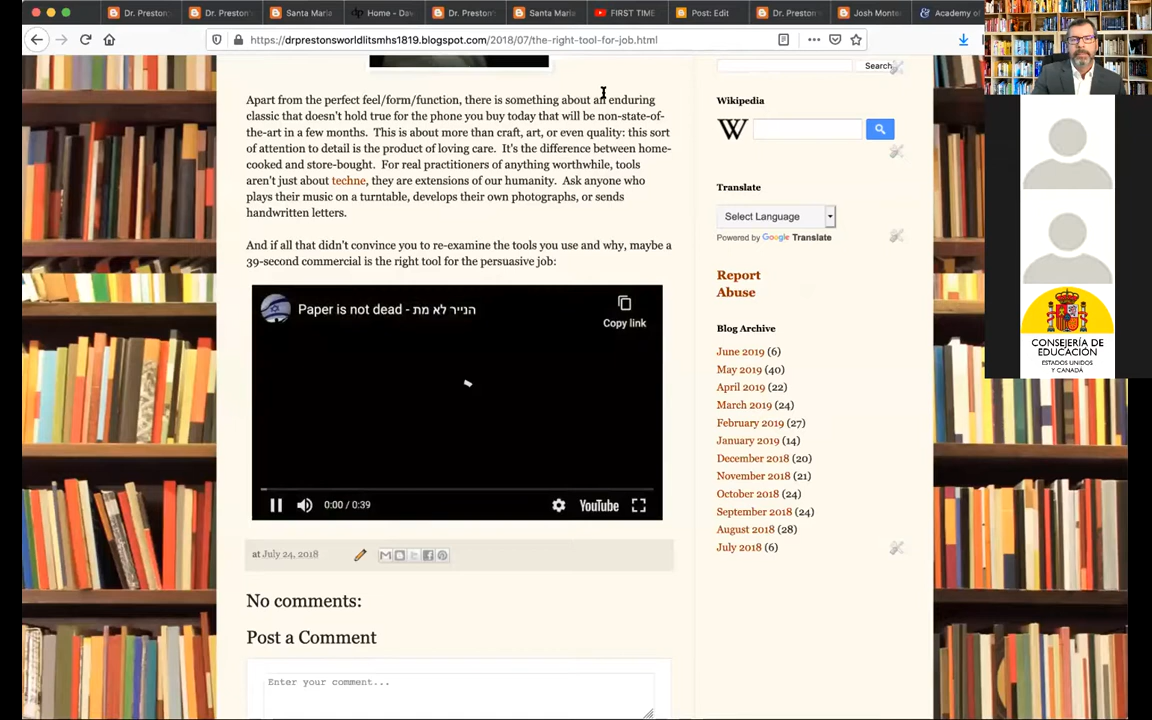 Dr. Preston
Dr. Preston
Santa Maria
Home - Da
Dr. Preston
Santa Maria
FIRST TIME
Post: Edit
Dr. Preston
Josh Mont
Academy o
https://drprestonsworldlitsmts1819.blogspot.com/2018/07/the-right-tool-for-job.html
Apart from the perfect feel/form/function, there is something about an enduring
classic that doesn't hold true for the phone you buy today that will be non-state-of-
the-art in a few months. This is about more than craft, art, or even quality: this sort
of attention to detail is the product of loving care. It's the difference between home-
cooked and store-bought. For real practitioners of anything worthwhile, tools
aren't just about techne, they are extensions of our humanity. Ask anyone who
plays their music on a turntable, develops their own photographs, or sends
handwritten letters.
And if all that didn't convince you to re-examine the tools you use and why, maybe a
39-second commercial is the right tool for the persuasive job:
Paper is not dead - הנייר לא מת
Copy link
0:00 / 0:39
YouTube
at July 24, 2018
No comments:
Post a Comment
Enter your comment...
Search
Wikipedia
W
Translate
Select Language
Powered by Google Translate
Report
Abuse
Blog Archive
June 2019 (6)
May 2019 (40)
April 2019 (22)
March 2019 (24)
February 2019 (27)
January 2019 (14)
December 2018 (20)
November 2018 (21)
October 2018 (24)
September 2018 (24)
August 2018 (28)
July 2018 (6)
CONSEJERÍA DE
EDUCACIÓN
ESTADOS UNIDOS
Y CANADÁ